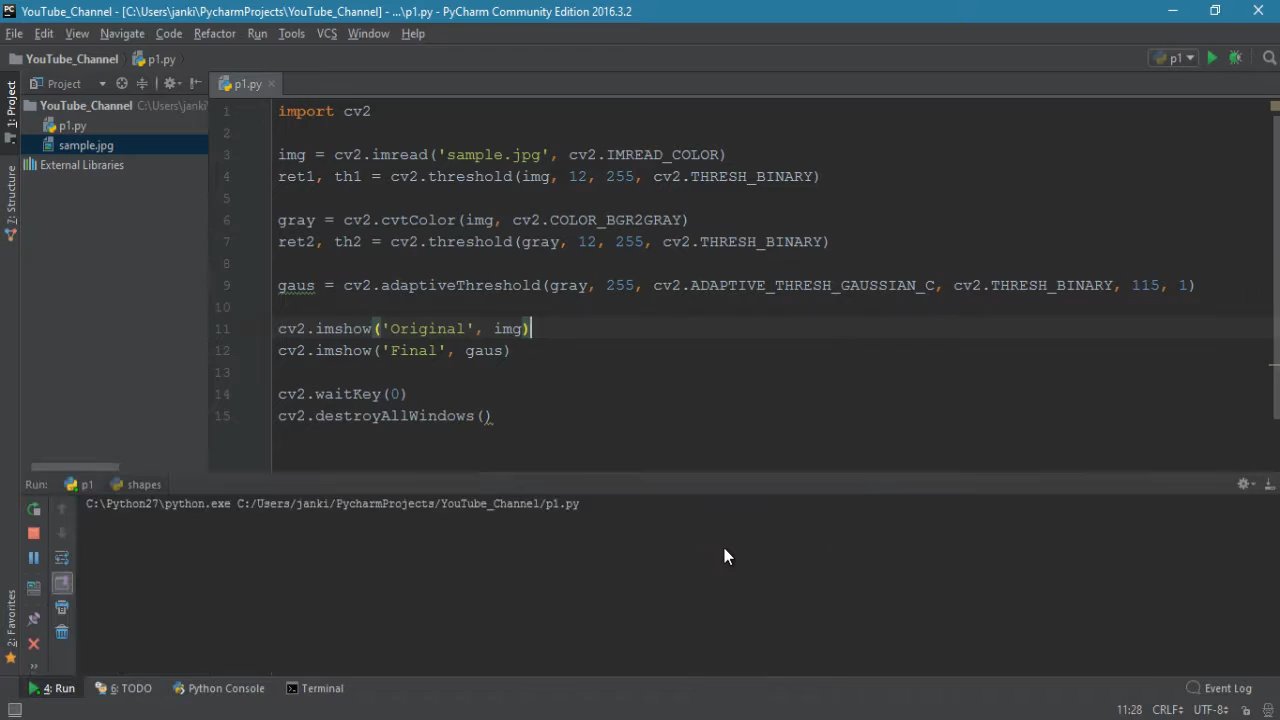 YouTube_Channel - [C:\Users\janki\PycharmProjects\YouTube_Channel] - ...\p1.py - PyCharm Community Edition 2016.3.2
File Edit View Navigate Code Refactor Run Tools VCS Window Help
YouTube_Channel p1.py p1
1: Project
Project
p1.py
YouTube_Channel C:\Users\janki\
p1.py
sample.jpg
External Libraries
7: Structure
1 import cv2
2
3 img = cv2.imread('sample.jpg', cv2.IMREAD_COLOR)
4 ret1, th1 = cv2.threshold(img, 12, 255, cv2.THRESH_BINARY)
5
6 gray = cv2.cvtColor(img, cv2.COLOR_BGR2GRAY)
7 ret2, th2 = cv2.threshold(gray, 12, 255, cv2.THRESH_BINARY)
8
9 gaus = cv2.adaptiveThreshold(gray, 255, cv2.ADAPTIVE_THRESH_GAUSSIAN_C, cv2.THRESH_BINARY, 115, 1)
10
11 cv2.imshow('Original', img)
12 cv2.imshow('Final', gaus)
13
14 cv2.waitKey(0)
15 cv2.destroyAllWindows()
Run: p1 shapes
C:\Python27\python.exe C:/Users/janki/PycharmProjects/YouTube_Channel/p1.py
2: Favorites
4: Run 6: TODO Python Console Terminal Event Log
11:28 CRLF UTF-8